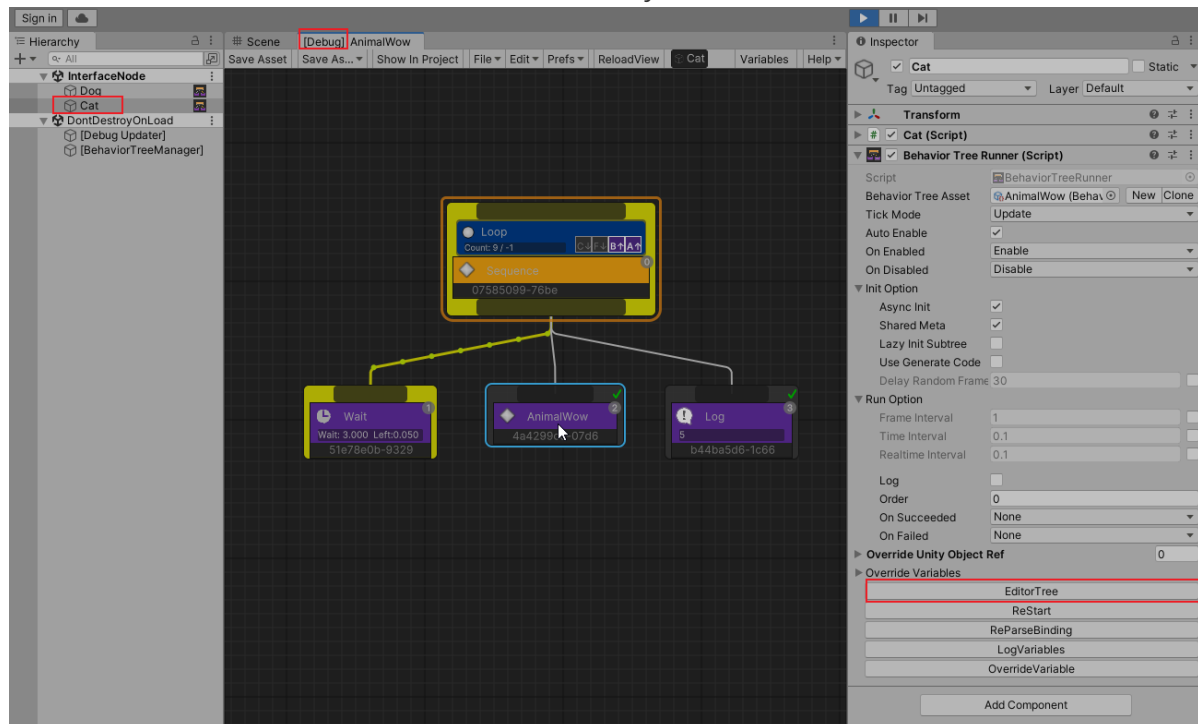 Sign in
Hierarchy
All
InterfaceNode
Dog
Cat
DontDestroyOnLoad
[Debug Updater]
[BehaviorTreeManager]
Scene
[Debug] AnimalWow
Save Asset Save As... Show In Project File Edit Prefs ReloadView Cat Variables Help
Loop
Count: 9 / -1
C↓ F↓ B↑ A↑
Sequence
0
07585099-76be
Wait
1
Wait: 3.000 Left:0.050
51e78e0b-9329
AnimalWow
2
Log
3
5
b44ba5d6-1c66
Inspector
Cat
Static
Tag Untagged Layer Default
Transform
# Cat (Script)
Behavior Tree Runner (Script)
Script BehaviorTreeRunner
Behavior Tree Asset AnimalWow (Behav New Clone
Tick Mode Update
Auto Enable
On Enabled Enable
On Disabled Disable
Init Option
Async Init
Shared Meta
Lazy Init Subtree
Use Generate Code
Delay Random Frame 30
Run Option
Frame Interval 1
Time Interval 0.1
Realtime Interval 0.1
Log
Order 0
On Succeeded None
On Failed None
Override Unity Object Ref 0
Override Variables
EditorTree
ReStart
ReParseBinding
LogVariables
OverrideVariable
Add Component